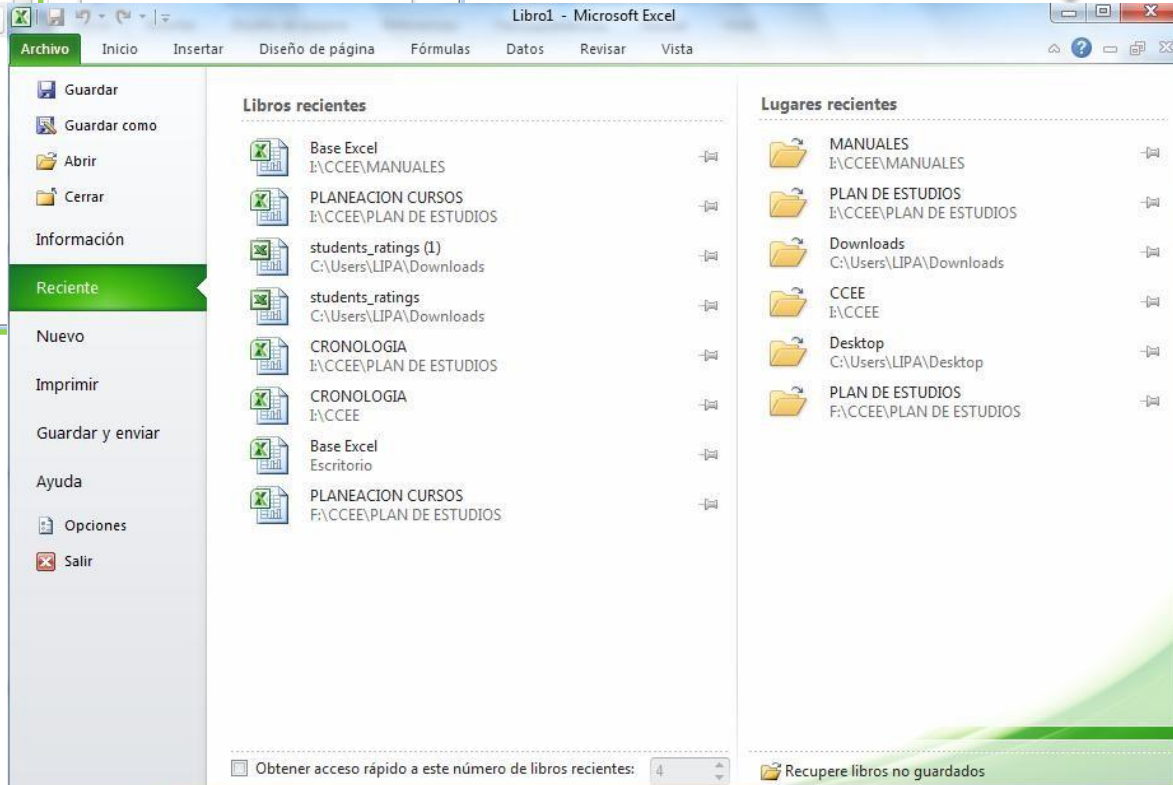 Libro1 - Microsoft Excel
Archivo Inicio Insertar Diseño de página Fórmulas Datos Revisar Vista
Guardar
Guardar como
Abrir
Cerrar
Información
Reciente
Nuevo
Imprimir
Guardar y enviar
Ayuda
Opciones
Salir
Libros recientes
Base Excel
I:\CCEE\MANUALES
PLANEACION CURSOS
I:\CCEE\PLAN DE ESTUDIOS
students_ratings (1)
C:\Users\LIPA\Downloads
students_ratings
C:\Users\LIPA\Downloads
CRONOLOGIA
I:\CCEE\PLAN DE ESTUDIOS
CRONOLOGIA
I:\CCEE
Base Excel
Escritorio
PLANEACION CURSOS
F:\CCEE\PLAN DE ESTUDIOS
Obtener acceso rápido a este número de libros recientes: 4
Lugares recientes
MANUALES
I:\CCEE\MANUALES
PLAN DE ESTUDIOS
I:\CCEE\PLAN DE ESTUDIOS
Downloads
C:\Users\LIPA\Downloads
CCEE
I:\CCEE
Desktop
C:\Users\LIPA\Desktop
PLAN DE ESTUDIOS
F:\CCEE\PLAN DE ESTUDIOS
Recupere libros no guardados